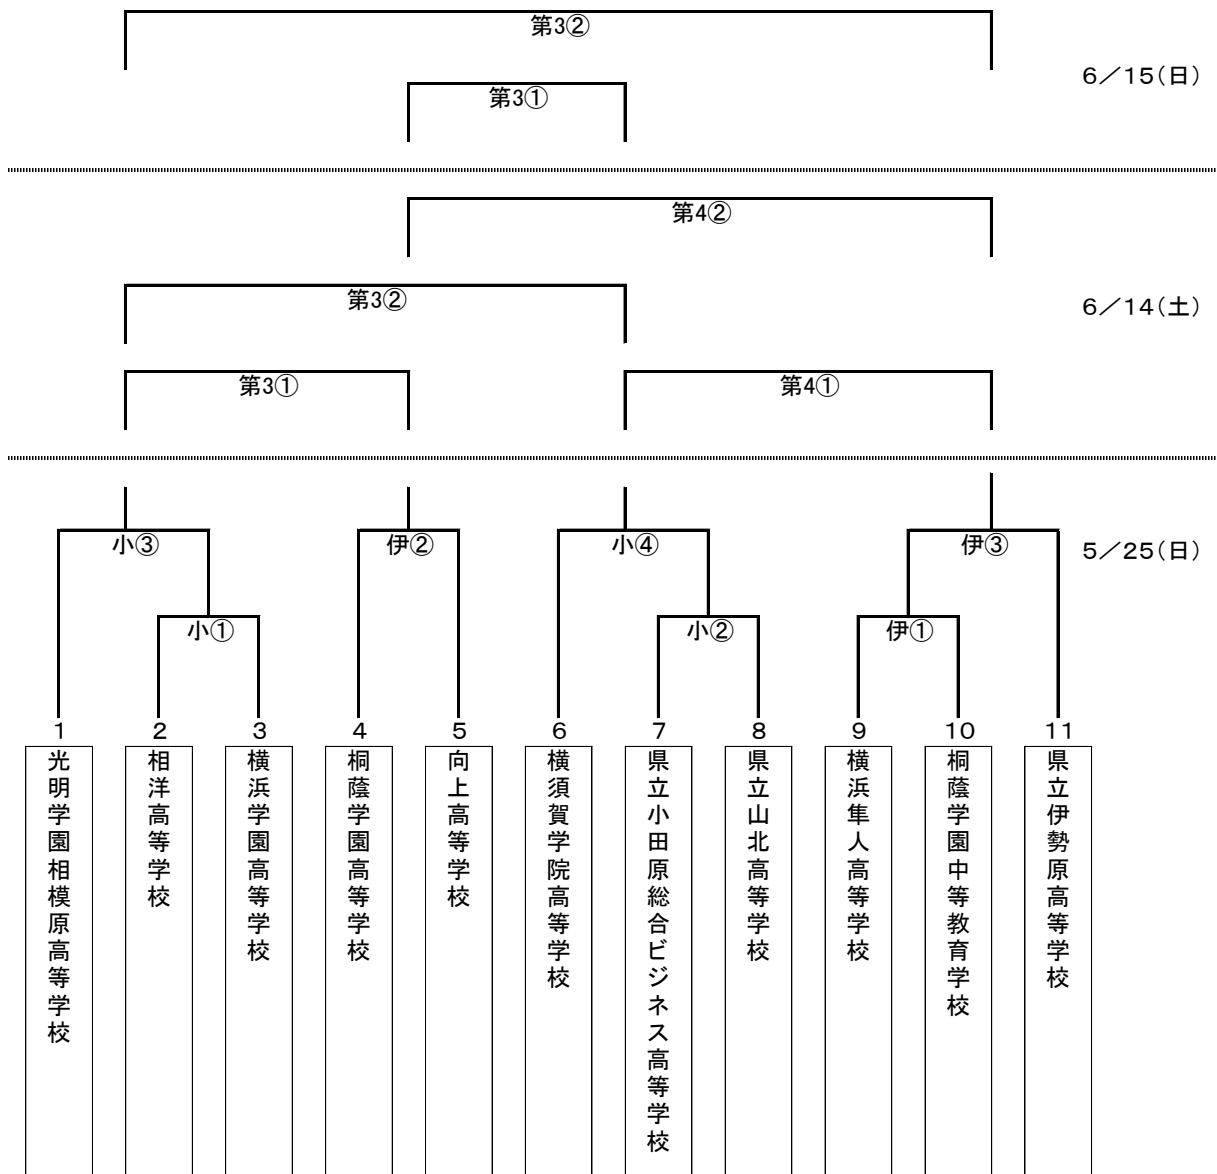 第3②
6／15(日)
第3①
第4②
第3②
6／14(土)
第3①
第4①
小③
伊②
小④
伊③
5／25(日)
小①
小②
伊①
1
2
3
4
5
6
7
8
9
10
11
光明学園相模原高等学校
相洋高等学校
横浜学園高等学校
桐蔭学園高等学校
向上高等学校
横須賀学院高等学校
県立小田原総合ビジネス高等学校
県立山北高等学校
横浜隼人高等学校
桐蔭学園中等教育学校
県立伊勢原高等学校